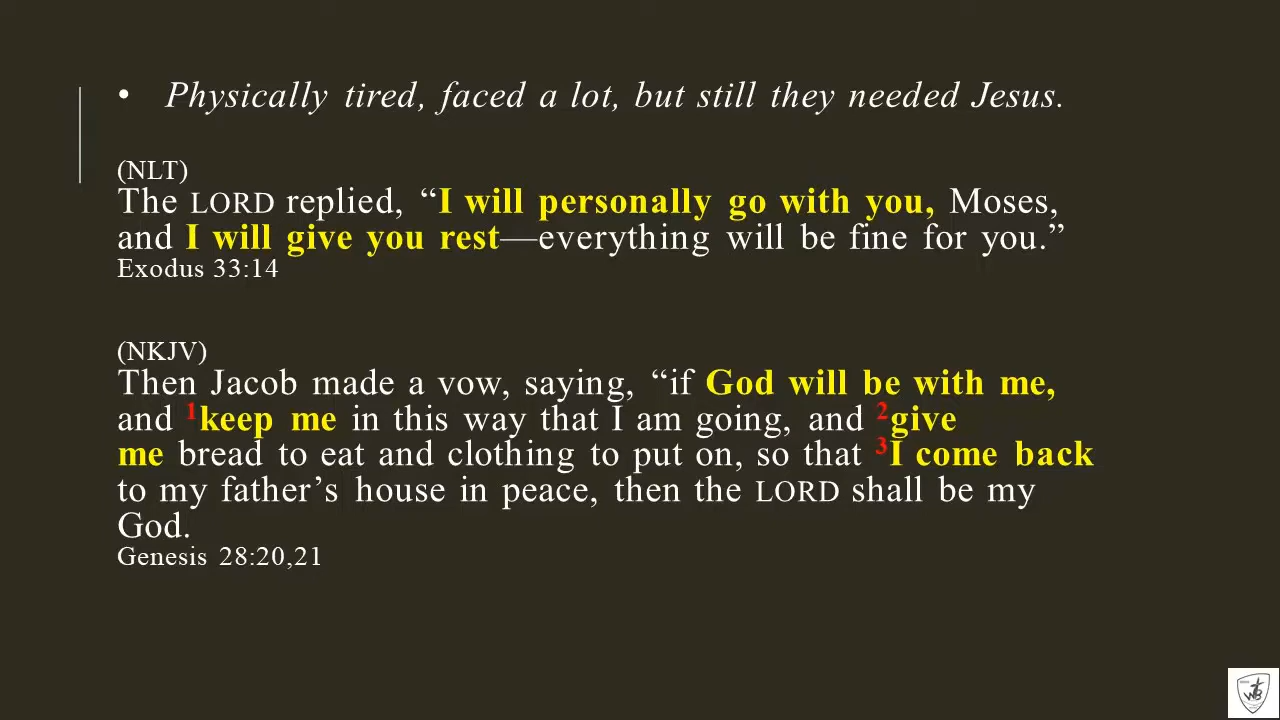 • Physically tired, faced a lot, but still they needed Jesus.
(NLT)
The LORD replied, “I will personally go with you, Moses,
and I will give you rest—everything will be fine for you.”
Exodus 33:14
(NKJV)
Then Jacob made a vow, saying, “if God will be with me,
and ¹keep me in this way that I am going, and ²give
me bread to eat and clothing to put on, so that ³I come back
to my father’s house in peace, then the LORD shall be my
God.
Genesis 28:20,21